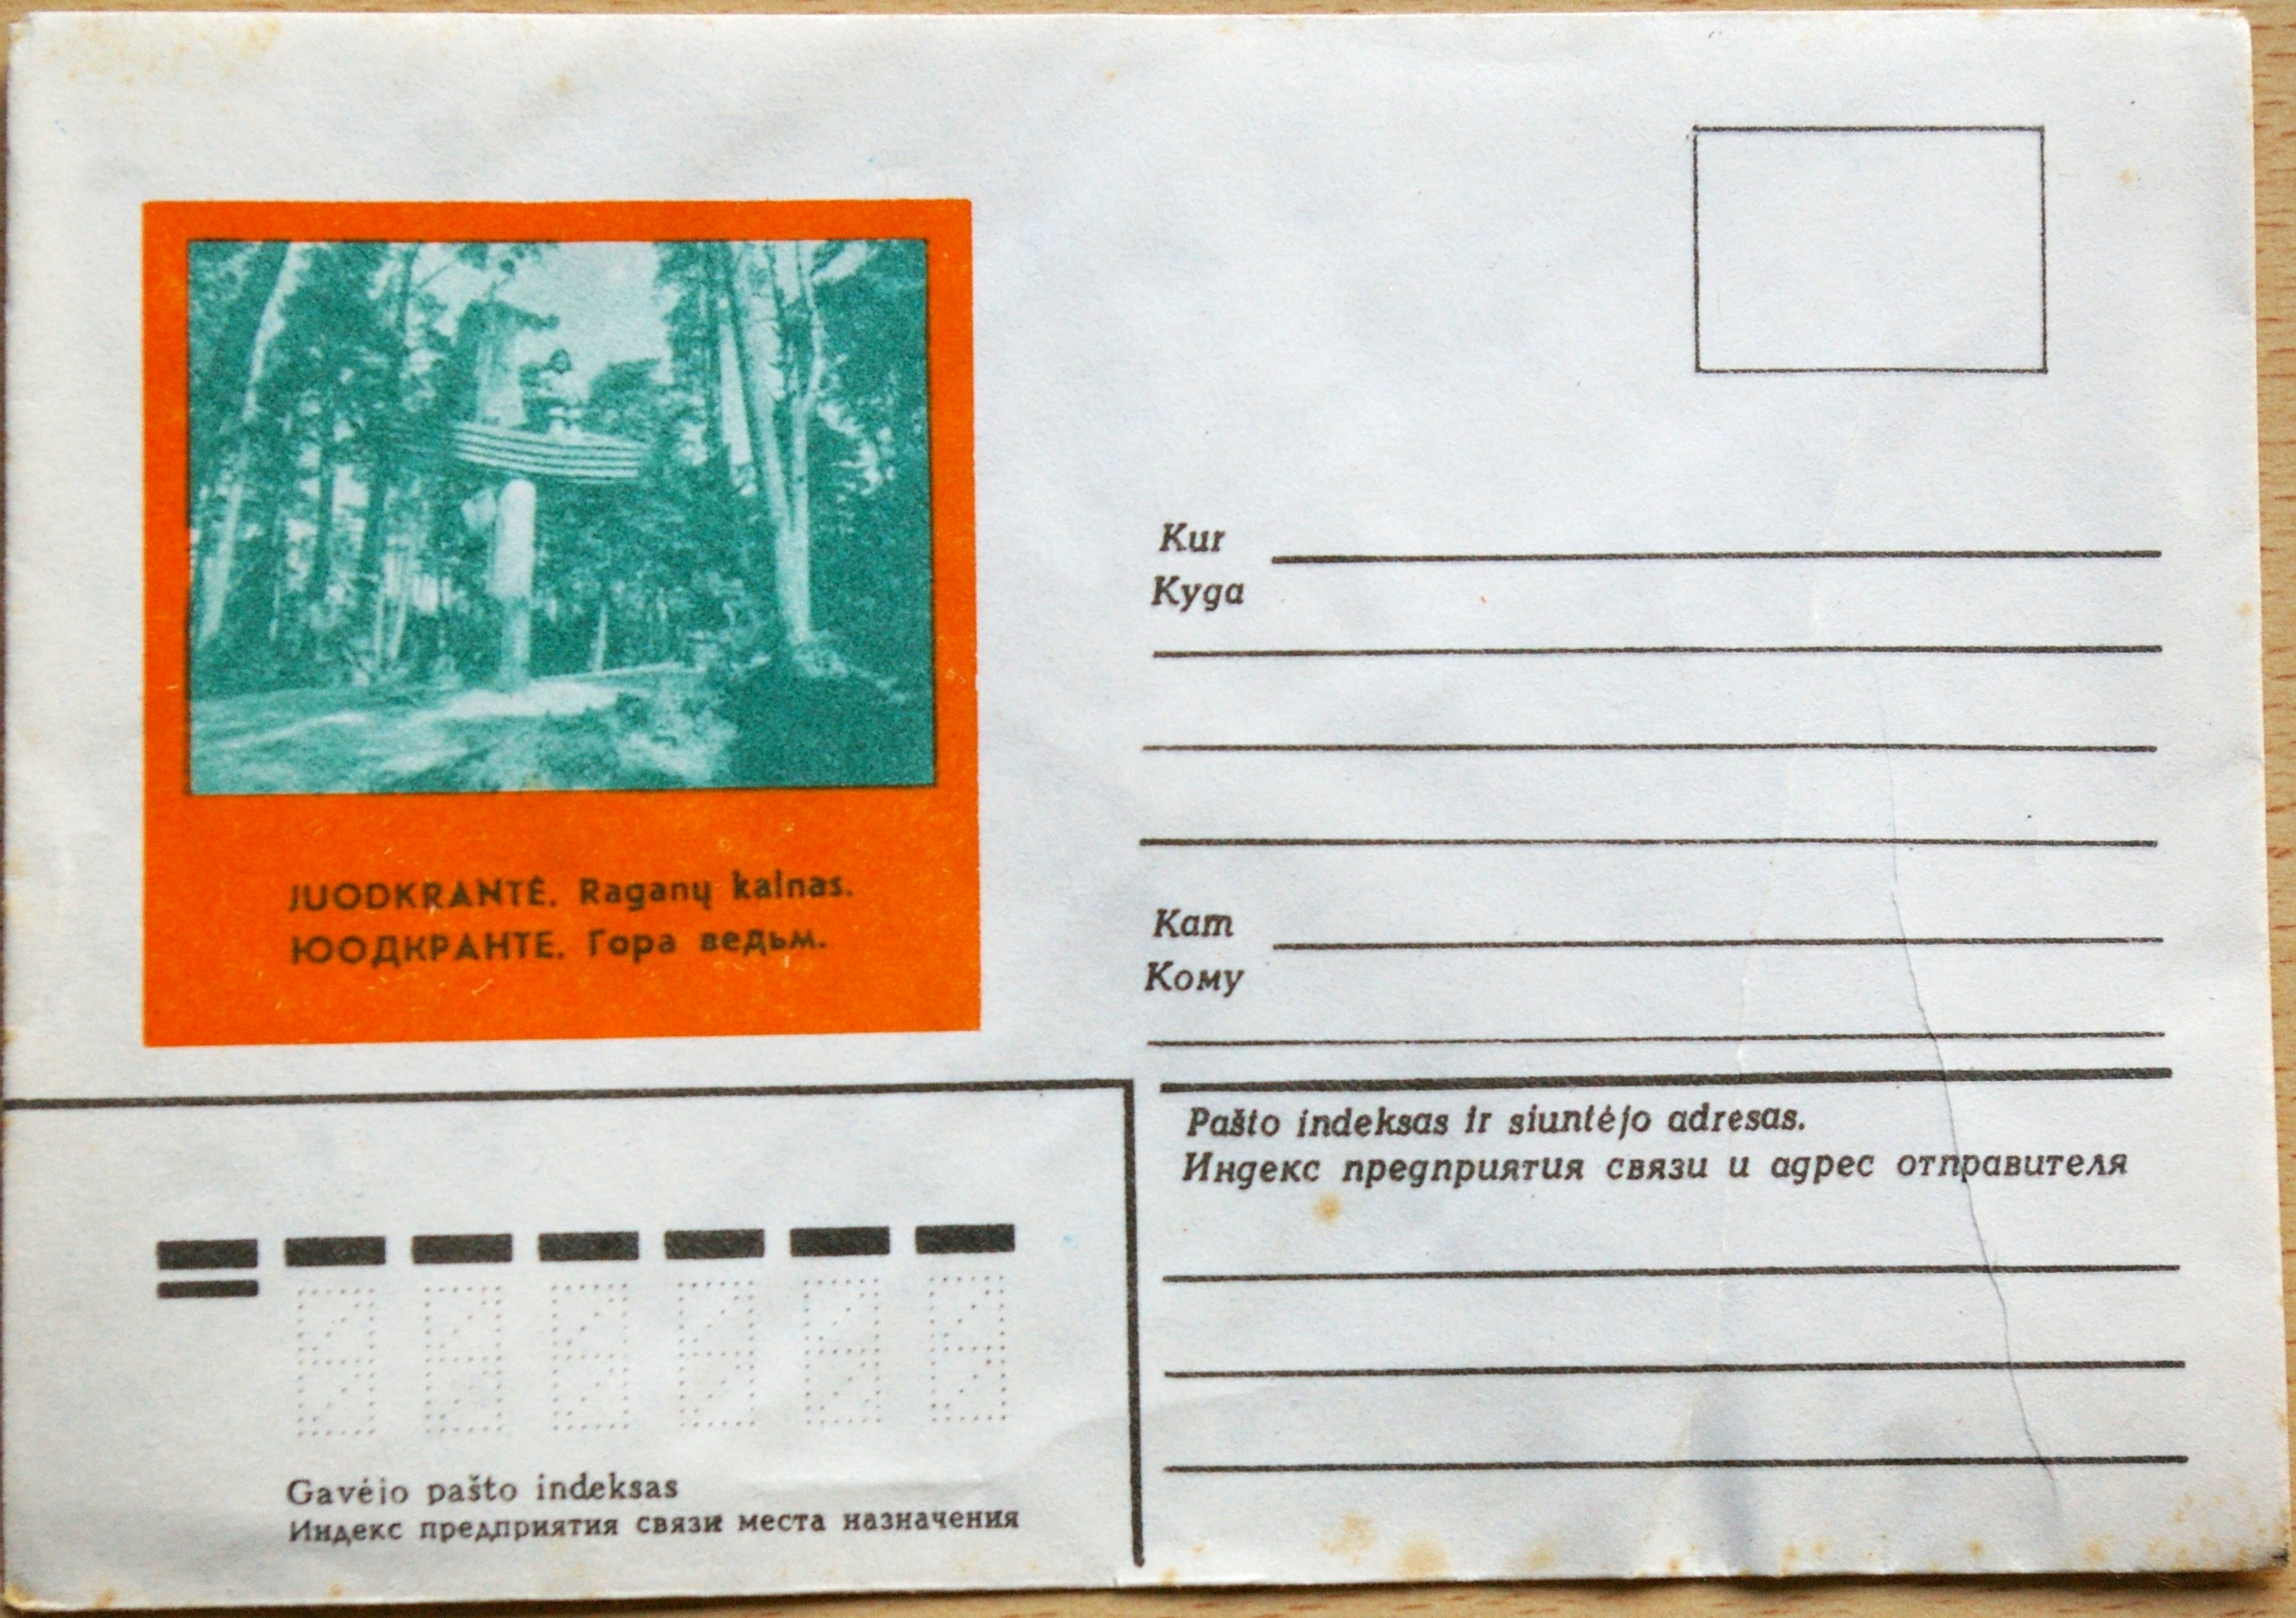 JUODKRANTĖ. Raganų kalnas.
ЮОДКРАНТЕ. Гора ведьм.
Kur
Куда
Kam
Кому
Pašto indeksas ir siuntėjo adresas.
Индекс предприятия связи и адрес отправителя
Gavėjo pašto indeksas
Индекс предприятия связи места назначения